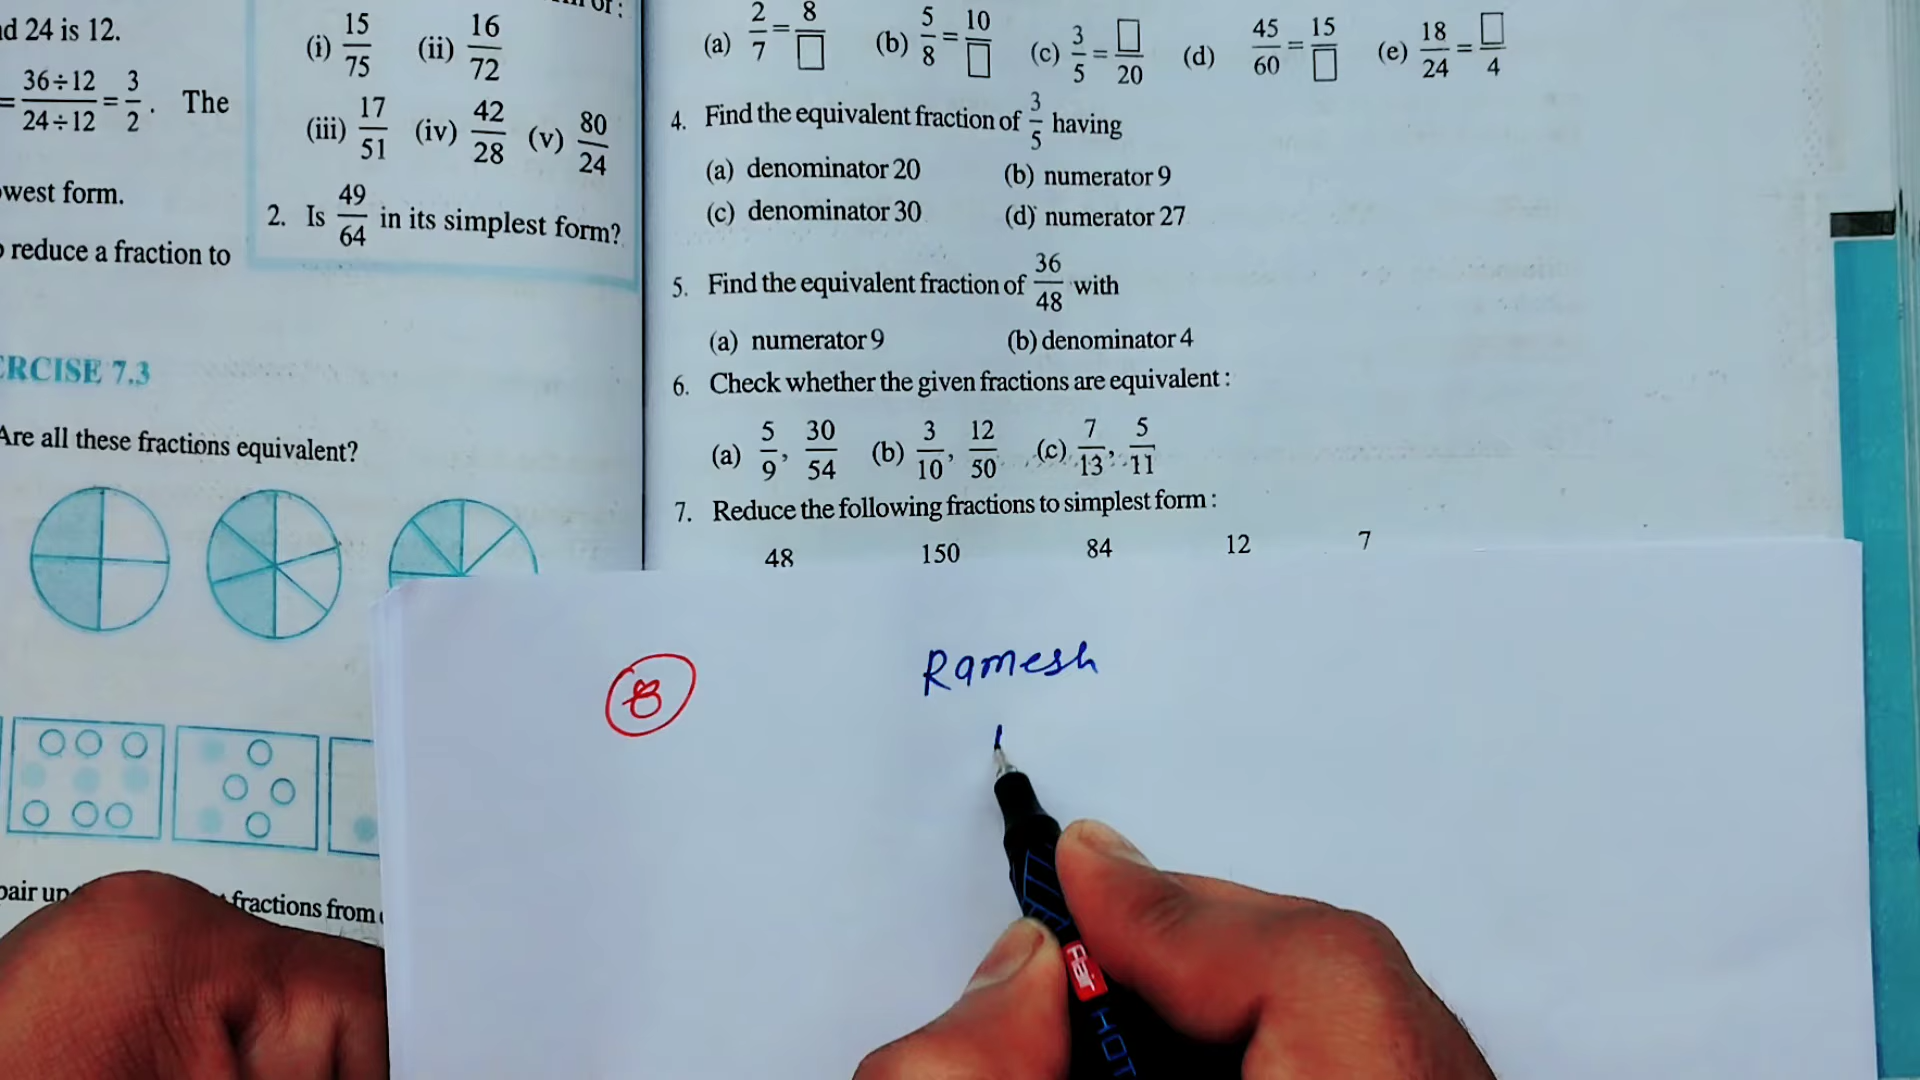 24 is 12.
= 36÷12/24÷12 = 3/2 . The
west form.
reduce a fraction to
(i) 15/75 (ii) 16/72
(iii) 17/51 (iv) 42/28 (v) 80/24
2. Is 49/64 in its simplest form?
ERCISE 7.3
Are all these fractions equivalent?
pair up
fractions from
(a) 2/7 = 8/□ (b) 5/8 = 10/□ (c) 3/5 = □/20 (d) 45/60 = 15/□ (e) 18/24 = □/4
4. Find the equivalent fraction of 3/5 having
(a) denominator 20 (b) numerator 9
(c) denominator 30 (d) numerator 27
5. Find the equivalent fraction of 36/48 with
(a) numerator 9 (b) denominator 4
6. Check whether the given fractions are equivalent :
(a) 5/9, 30/54 (b) 3/10, 12/50 (c) 7/13, 5/11
7. Reduce the following fractions to simplest form :
48 150 84 12 7
8 Ramesh
Flair HOT